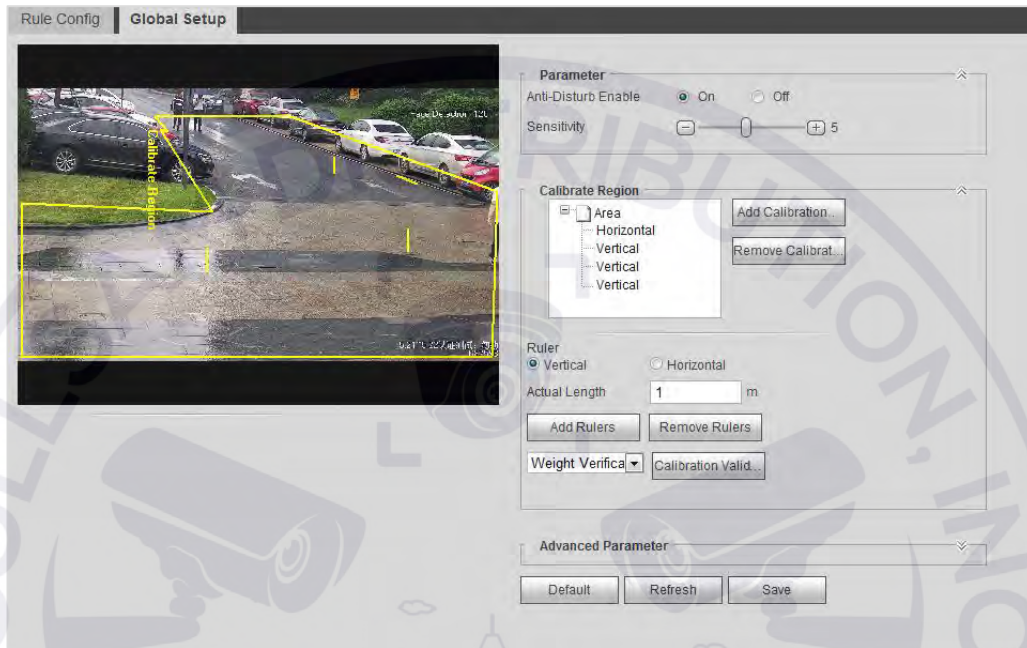 Rule Config
Global Setup
Calibrate Region
Parameter
Anti-Disturb Enable
On
Off
Sensitivity
5
Calibrate Region
Area
Horizontal
Vertical
Vertical
Vertical
Add Calibration...
Remove Calibrat...
Ruler
Vertical
Horizontal
Actual Length
1
m
Add Rulers
Remove Rulers
Weight Verifica
Calibration Valid...
Advanced Parameter
Default
Refresh
Save
DISTRIBUTION, INC